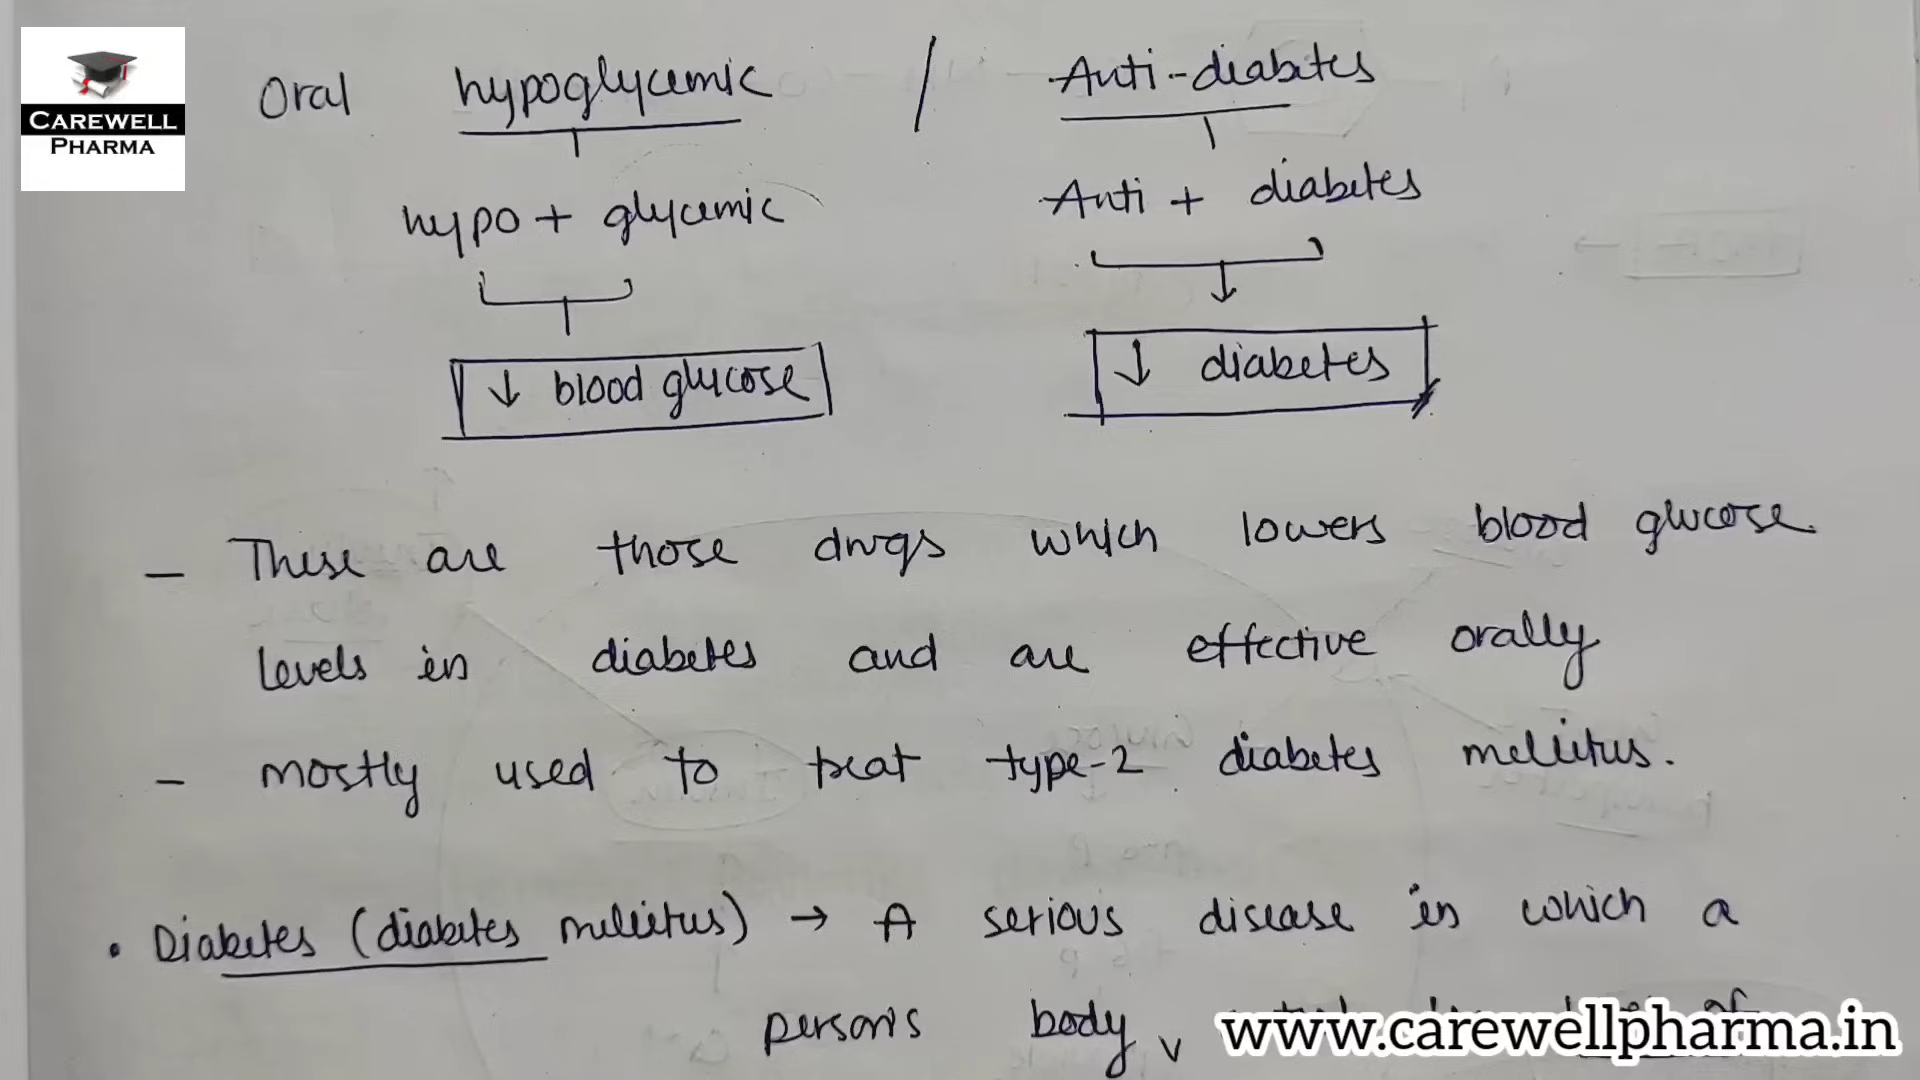 CAREWELL
PHARMA
Oral hypoglycemic / Anti-diabetes
hypo + glycemic Anti + diabetes
↓ blood glucose ↓ diabetes
– These are those drugs which lowers blood glucose
levels in diabetes and are effective orally
– mostly used to treat type-2 diabetes mellitus.
• Diabetes (diabetes mellitus) → A serious disease in which a
person's body
www.carewellpharma.in